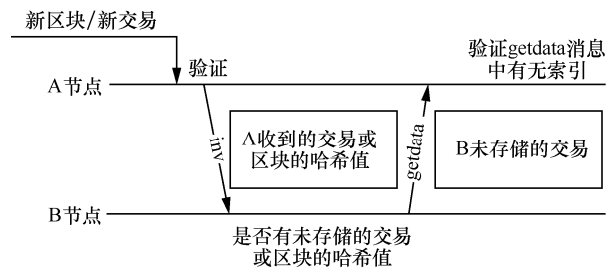 新区块/新交易
验证
验证getdata消息
中有无索引
A节点
inv
A收到的交易或
区块的哈希值
getdata
B未存储的交易
B节点
是否有未存储的交易
或区块的哈希值